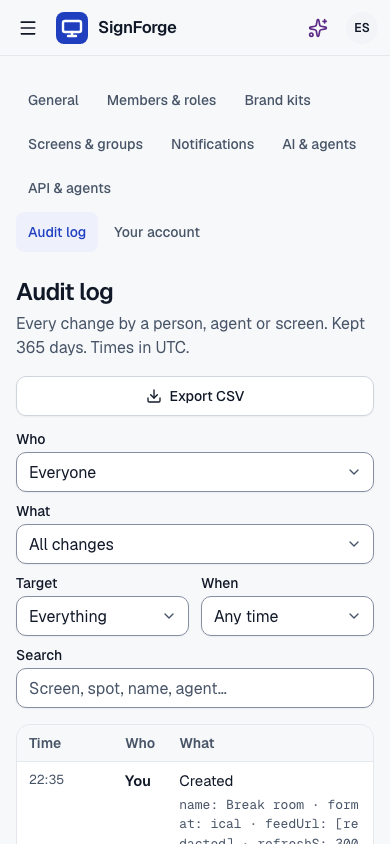 SignForge
ES
General Members & roles Brand kits
Screens & groups Notifications AI & agents
API & agents
Audit log Your account
Audit log
Every change by a person, agent or screen. Kept
365 days. Times in UTC.
Export CSV
Who
Everyone
What
All changes
Target When
Everything Any time
Search
Screen, spot, name, agent…
Time Who What
22:35 You Created
name: Break room · form
at: ical · feedUrl: [re
dacted] · refreshS: 300